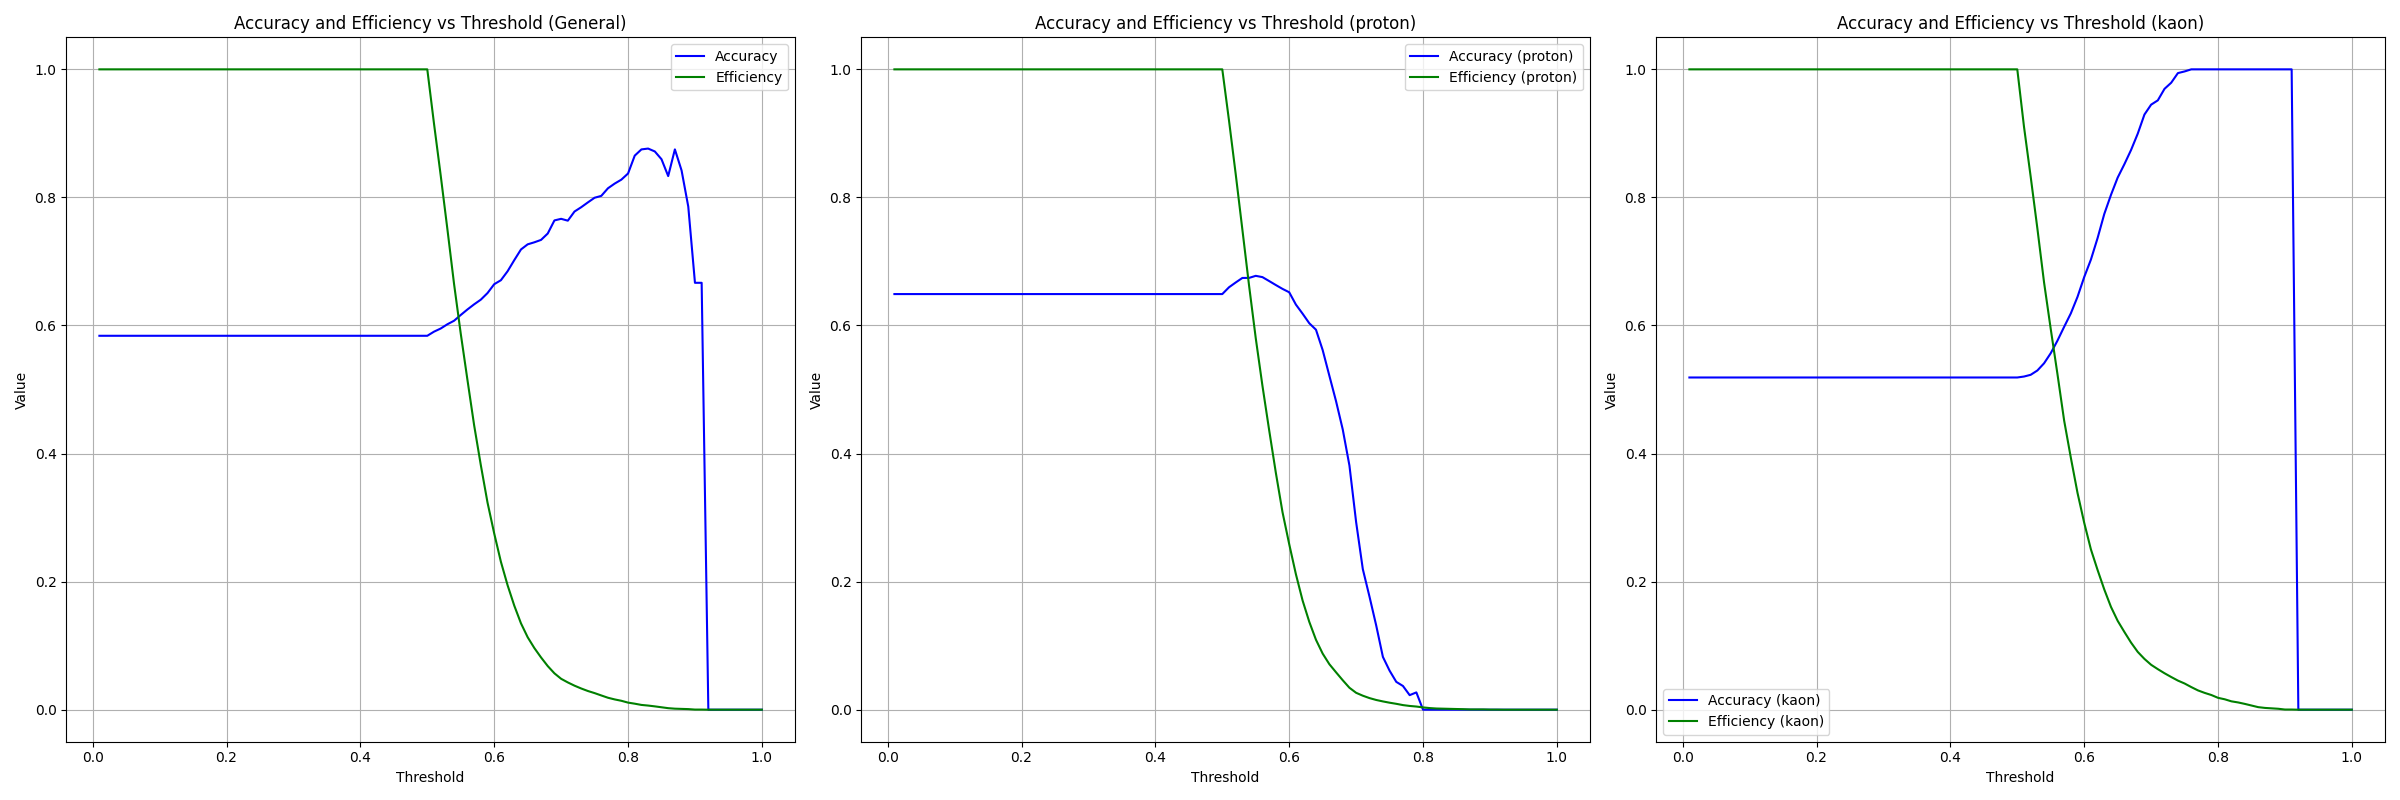 Accuracy and Efficiency vs Threshold (General)
Accuracy
Efficiency
1.0
0.8
0.6
0.4
0.2
0.0
Value
0.0 0.2 0.4 0.6 0.8 1.0
Threshold
Accuracy and Efficiency vs Threshold (proton)
Accuracy (proton)
Efficiency (proton)
1.0
0.8
0.6
0.4
0.2
0.0
Value
0.0 0.2 0.4 0.6 0.8 1.0
Threshold
Accuracy and Efficiency vs Threshold (kaon)
1.0
0.8
0.6
0.4
0.2
0.0
Value
Accuracy (kaon)
Efficiency (kaon)
0.0 0.2 0.4 0.6 0.8 1.0
Threshold